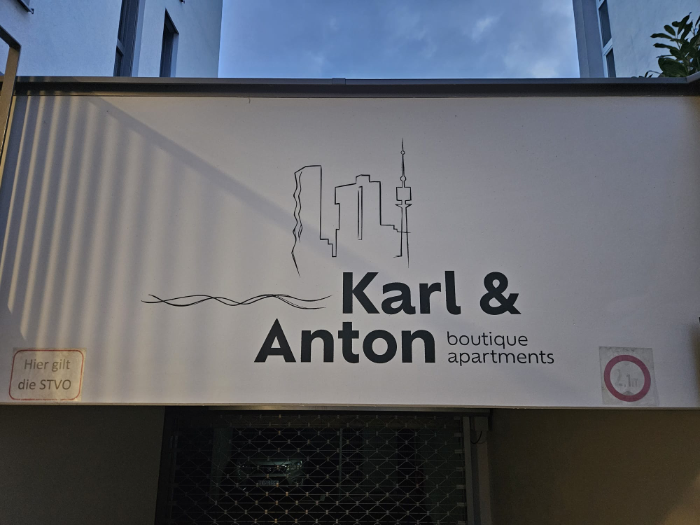 Karl &
Anton boutique
apartments
Hier gilt
die STVO